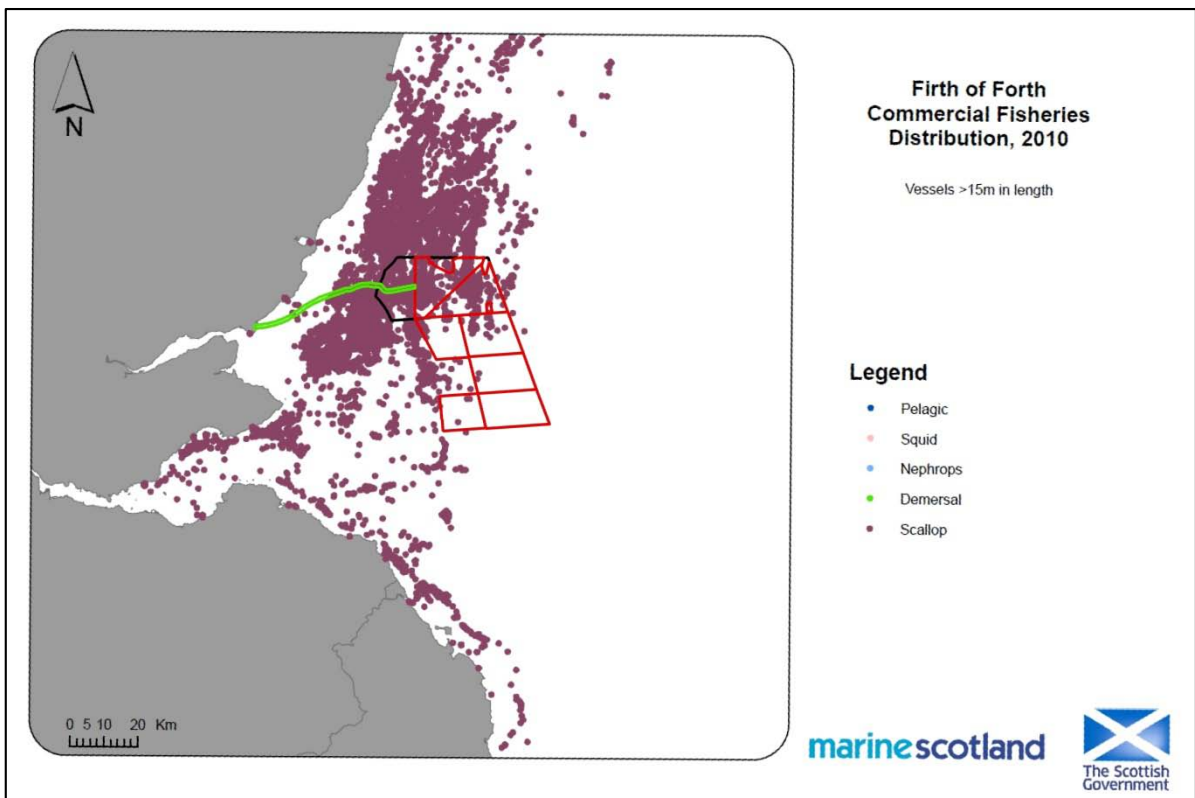 N
Firth of Forth
Commercial Fisheries
Distribution, 2010
Vessels >15m in length
Legend
Pelagic
Squid
Nephrops
Demersal
Scallop
0 5 10 20 Km
marinescotland
The Scottish
Government